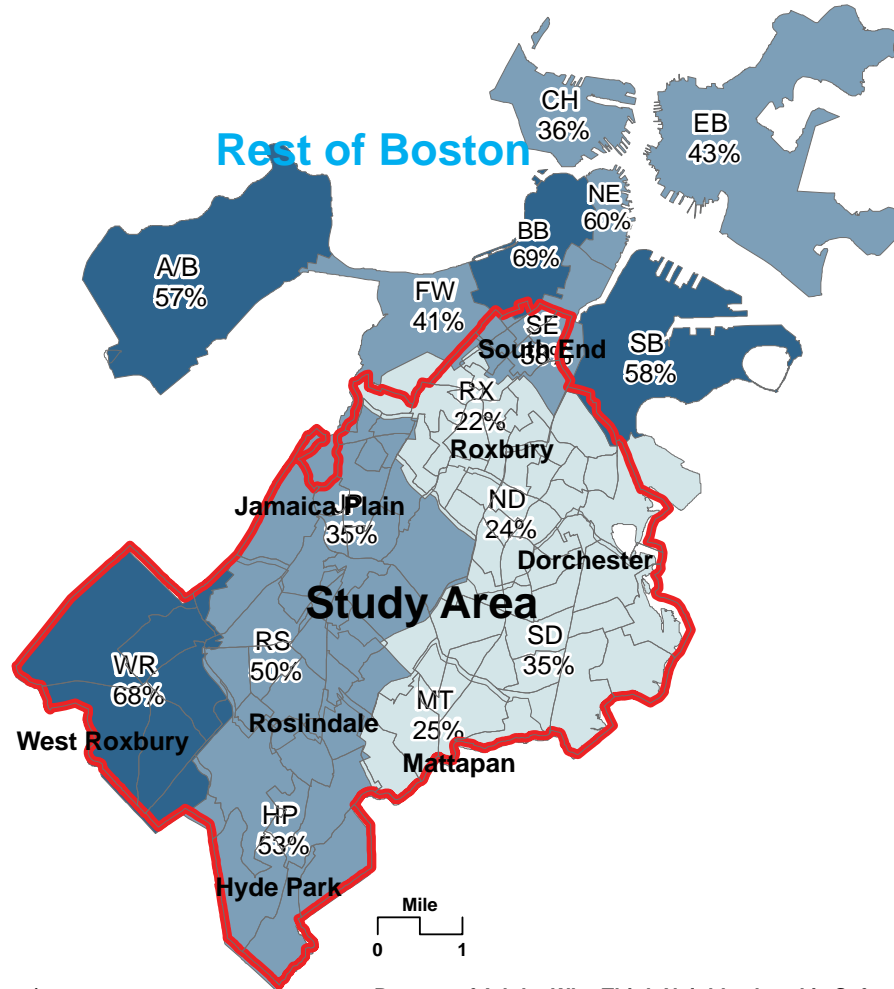 CH
36%
EB
43%
Rest of Boston
NE
60%
BB
69%
A/B
57%
FW
41%
SE
South End
SB
58%
RX
22%
Roxbury
ND
24%
Jamaica Plain
JP
35%
Dorchester
Study Area
SD
35%
RS
50%
WR
68%
MT
25%
Roslindale
West Roxbury
Mattapan
HP
53%
Hyde Park
Mile
0 1